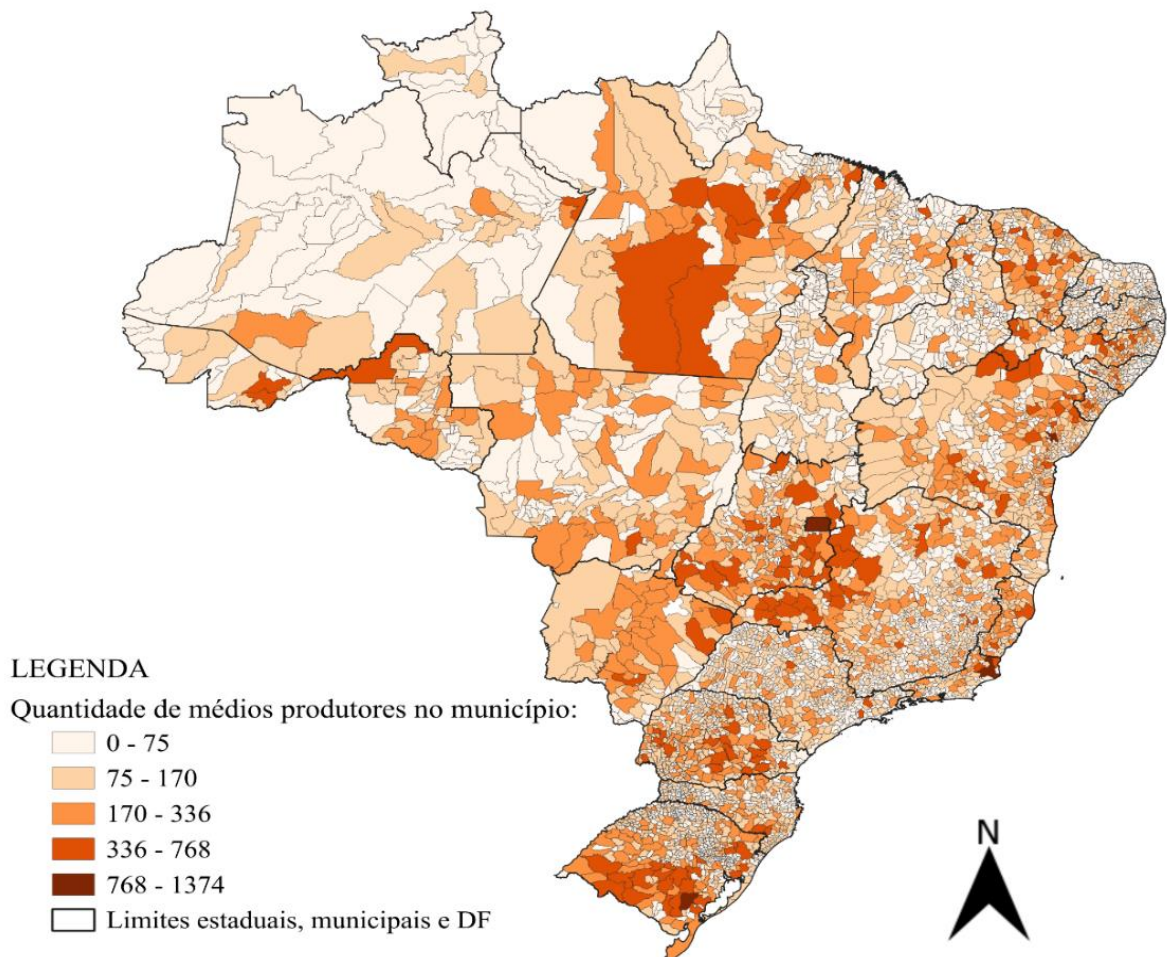 LEGENDA
Quantidade de médios produtores no município:
0 - 75
75 - 170
170 - 336
336 - 768
768 - 1374
Limites estaduais, municipais e DF
N